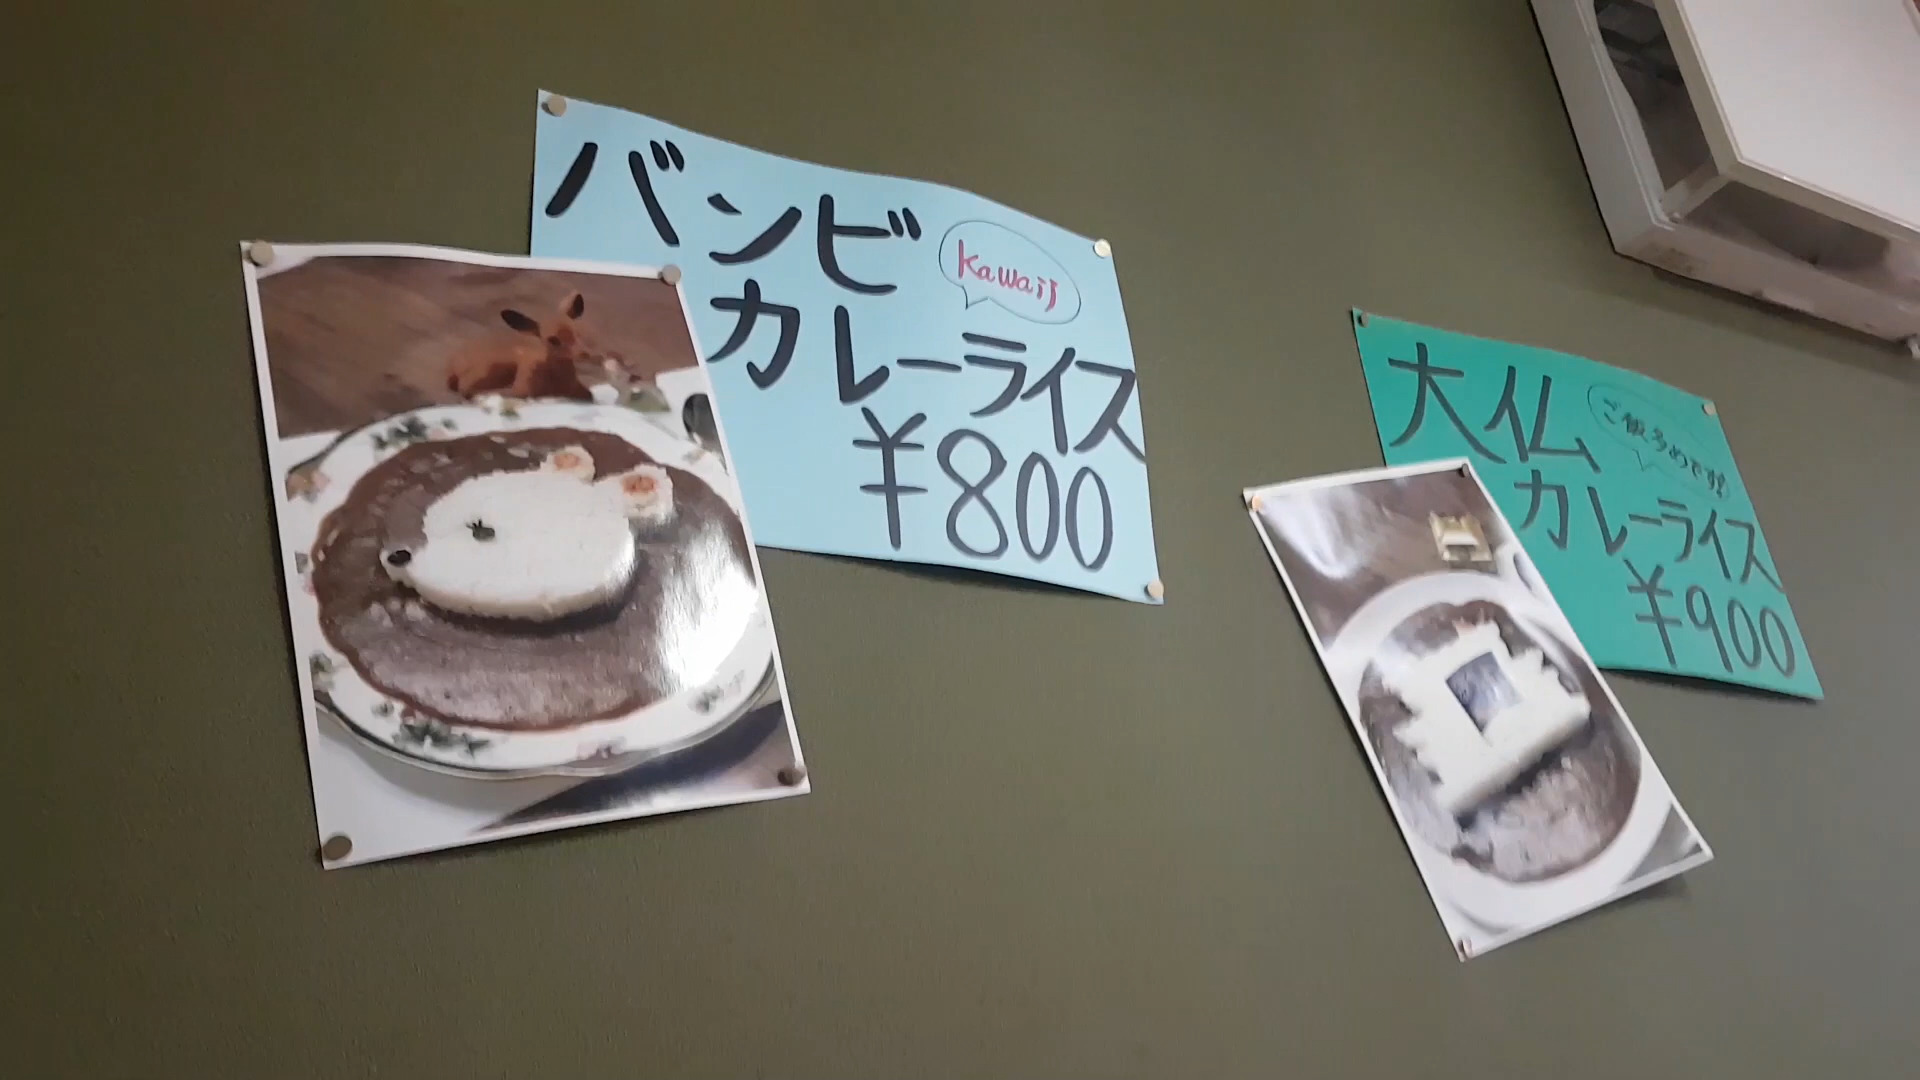 バンビ
kawaii
カレーライス
¥800
大仏
ご飯多めです!
カレーライス
¥900